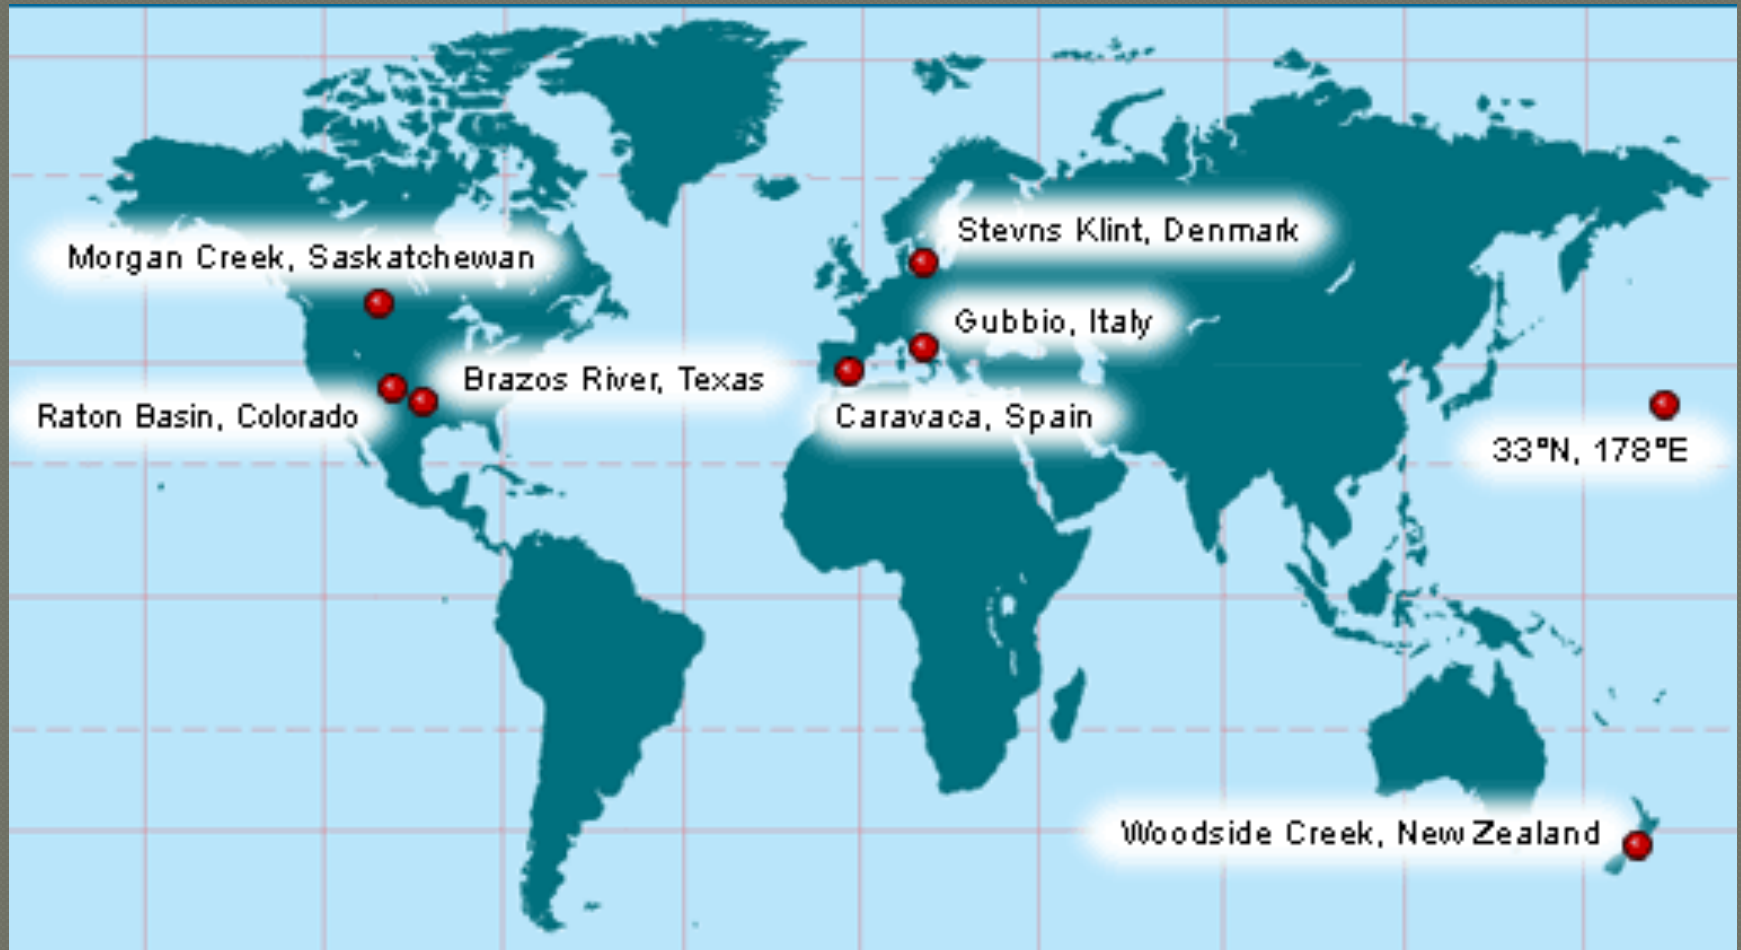 Stevns Klint, Denmark
Morgan Creek, Saskatchewan
Gubbio, Italy
Brazos River, Texas
Raton Basin, Colorado
Caravaca, Spain
33°N, 178°E
Woodside Creek, New Zealand